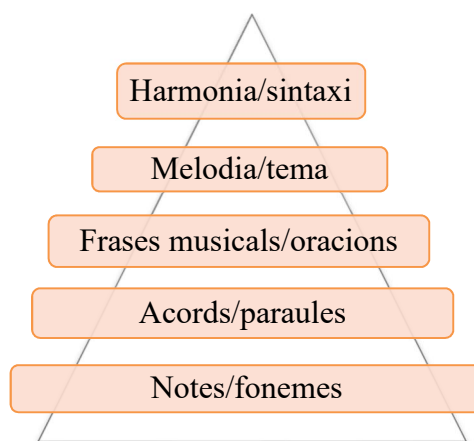 Harmonia/sintaxi
Melodia/tema
Frases musicals/oracions
Acords/paraules
Notes/fonemes